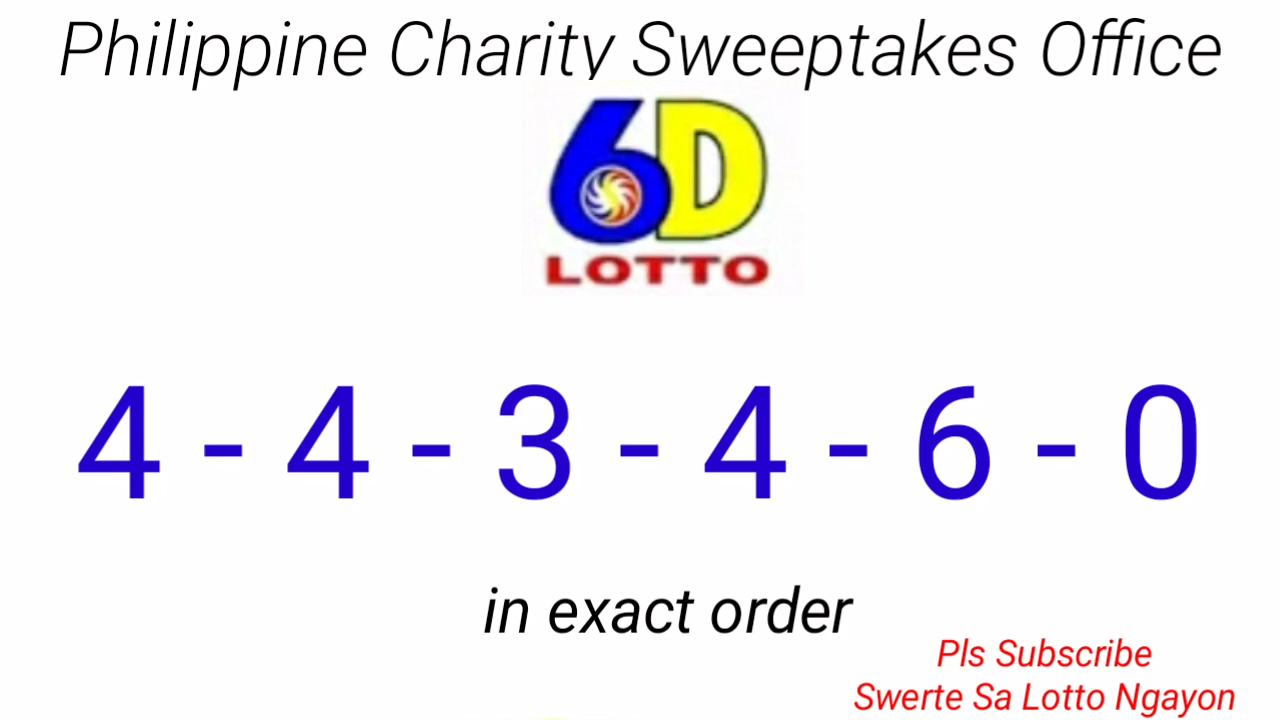 Philippine Charity Sweeptakes Office
6D
LOTTO
4 - 4 - 3 - 4 - 6 - 0
in exact order
Pls Subscribe
Swerte Sa Lotto Ngayon